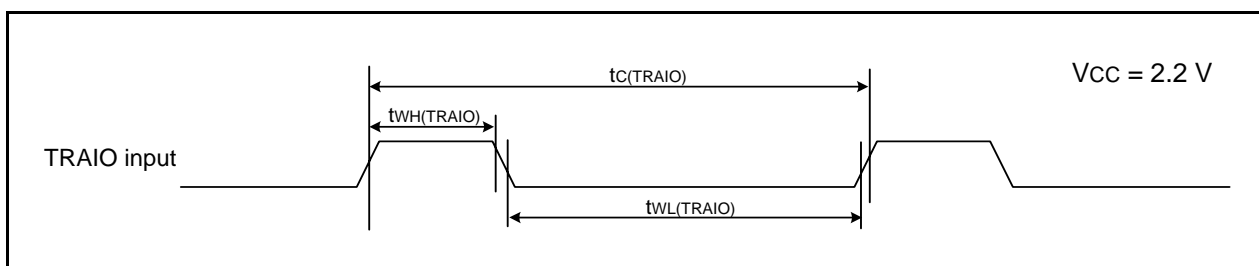 tC(TRAIO)
VCC = 2.2 V
tWH(TRAIO)
TRAIO input
tWL(TRAIO)